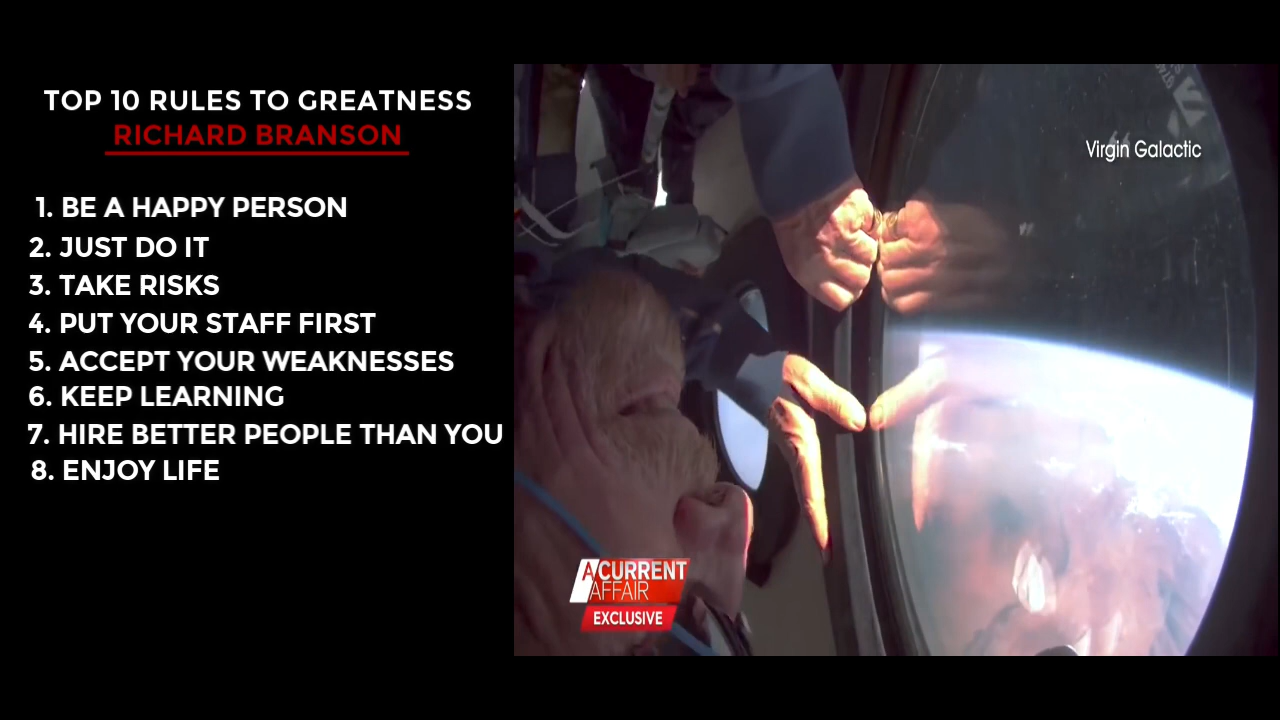 TOP 10 RULES TO GREATNESS
RICHARD BRANSON
1. BE A HAPPY PERSON
2. JUST DO IT
3. TAKE RISKS
4. PUT YOUR STAFF FIRST
5. ACCEPT YOUR WEAKNESSES
6. KEEP LEARNING
7. HIRE BETTER PEOPLE THAN YOU
8. ENJOY LIFE
Virgin Galactic
A CURRENT
AFFAIR
EXCLUSIVE